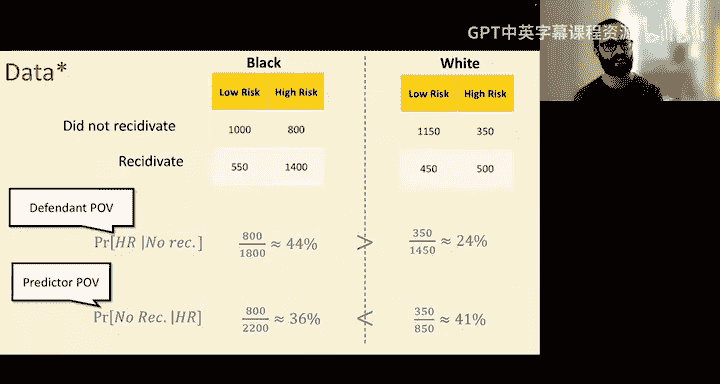 GPT中英字幕课程资源
Data*
Black
White
Low Risk High Risk
Low Risk High Risk
Did not recidivate 1000 800 1150 350
Recidivate 550 1400 450 500
Defendant POV
Pr[HR |No rec.] 800/1800 ≈ 44% > 350/1450 ≈ 24%
Predictor POV
Pr[No Rec. |HR] 800/2200 ≈ 36% < 350/850 ≈ 41%